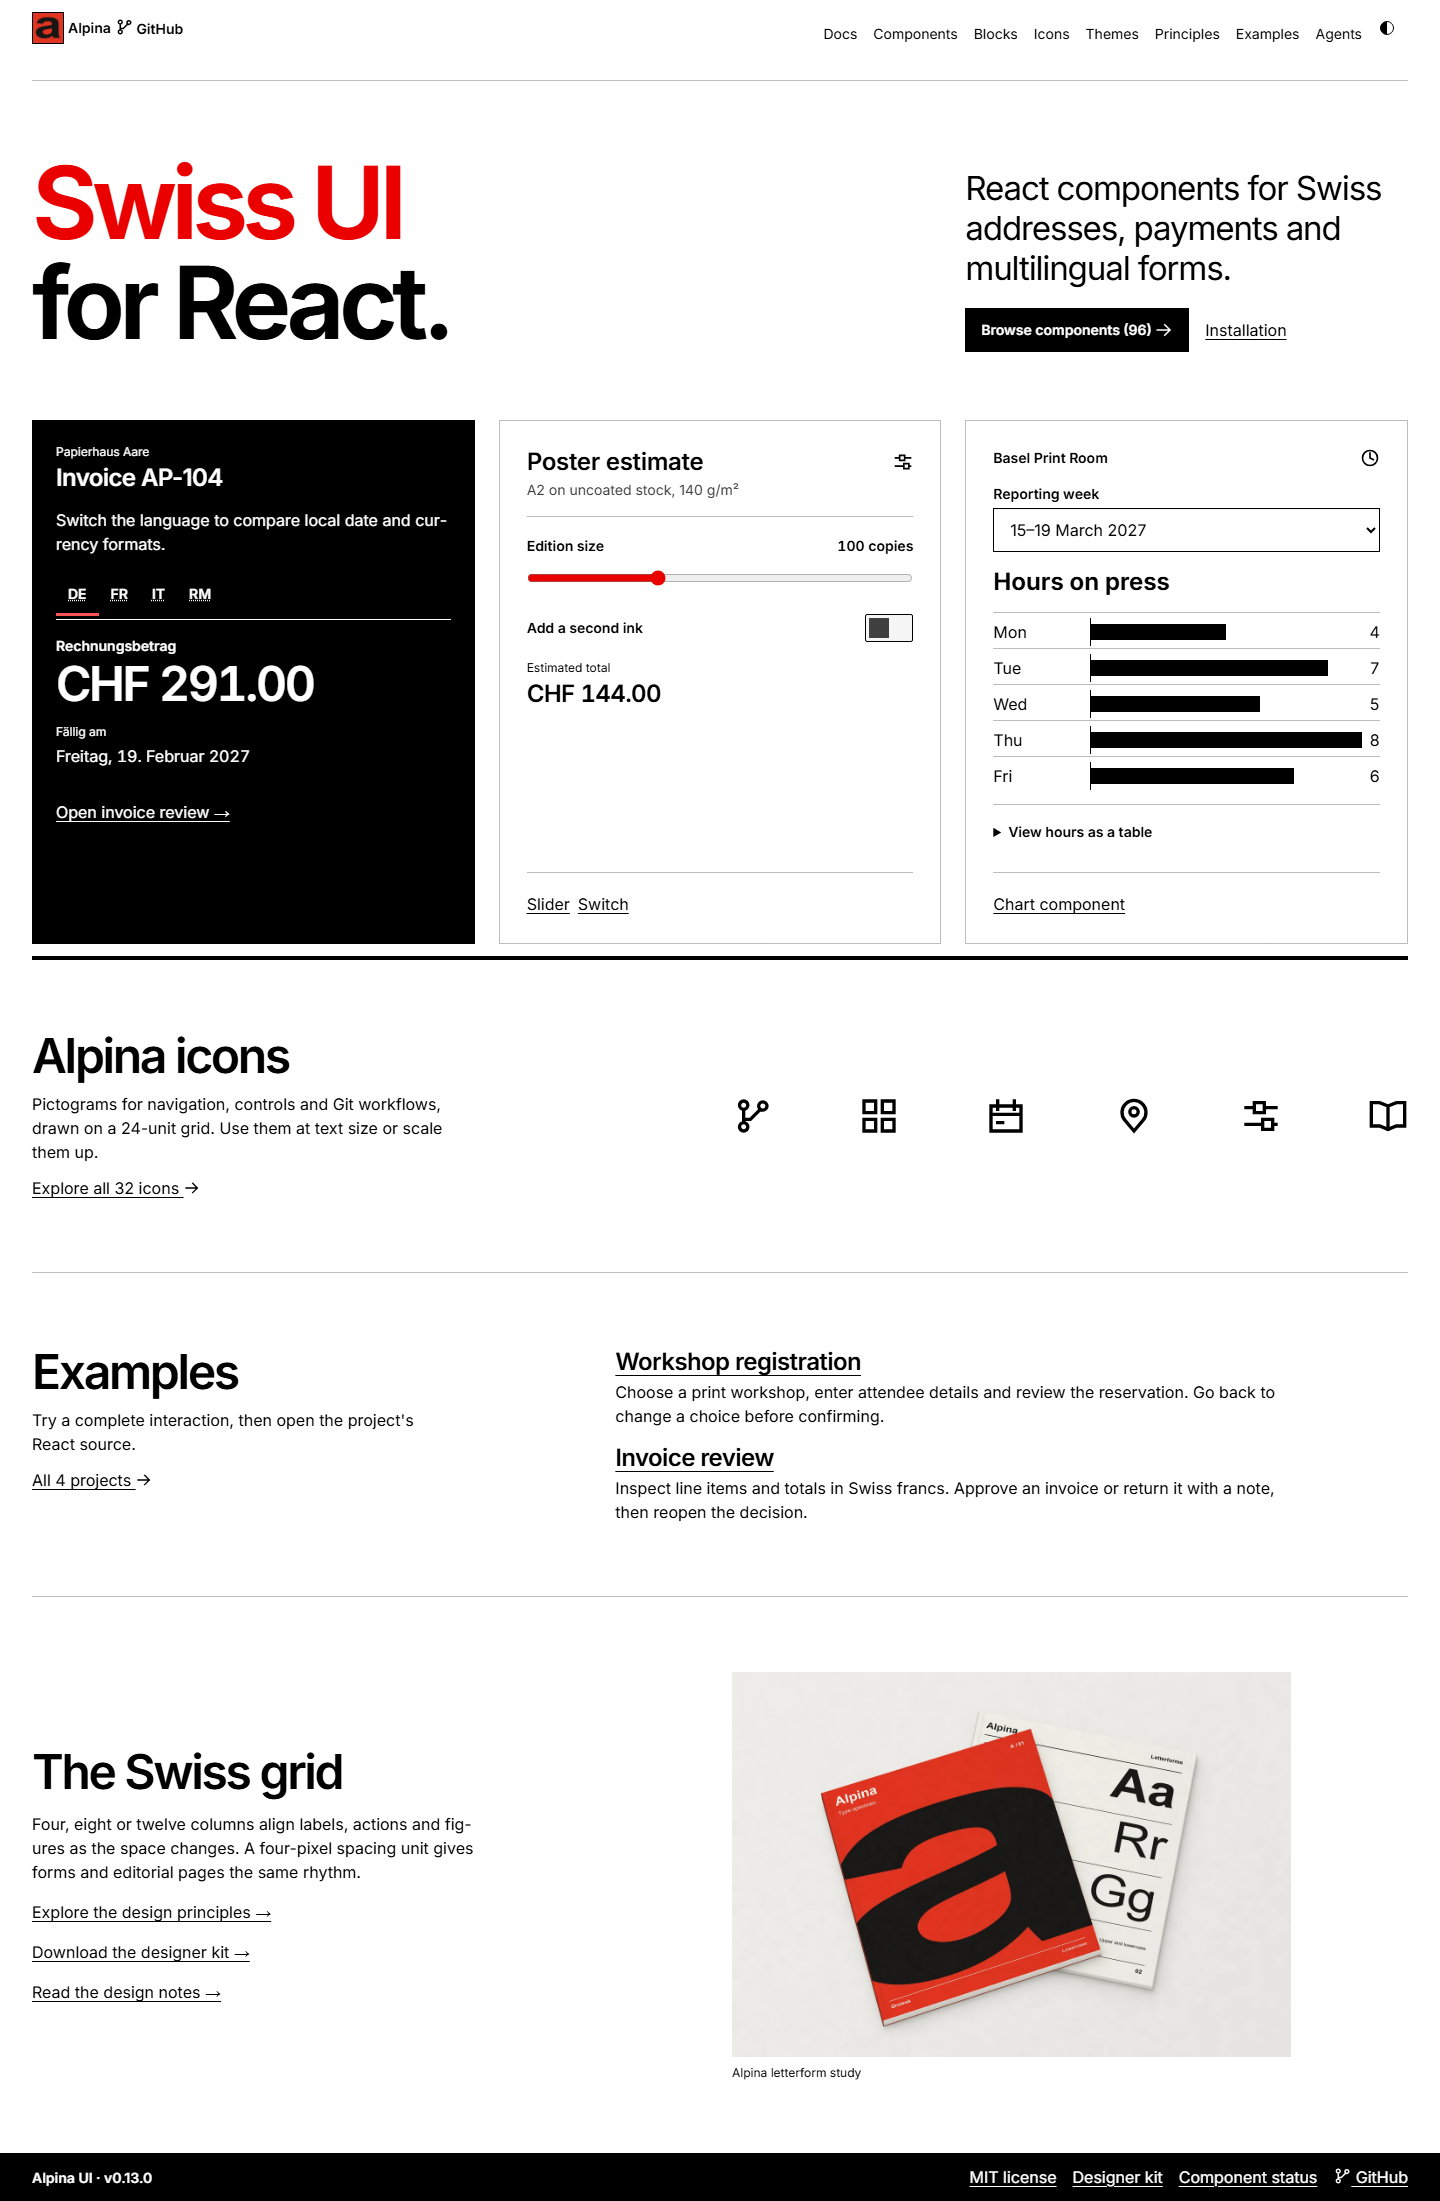 a Alpina GitHub
Docs Components Blocks Icons Themes Principles Examples Agents
Swiss UI
for React.
React components for Swiss
addresses, payments and
multilingual forms.
Browse components (96) → Installation
Papierhaus Aare
Invoice AP-104
Switch the language to compare local date and cur-
rency formats.
DE FR IT RM
Rechnungsbetrag
CHF 291.00
Fällig am
Freitag, 19. Februar 2027
Open invoice review →
Poster estimate
A2 on uncoated stock, 140 g/m²
Edition size 100 copies
Add a second ink
Estimated total
CHF 144.00
Slider Switch
Basel Print Room
Reporting week
15–19 March 2027
Hours on press
Mon 4
Tue 7
Wed 5
Thu 8
Fri 6
View hours as a table
Chart component
Alpina icons
Pictograms for navigation, controls and Git workflows,
drawn on a 24-unit grid. Use them at text size or scale
them up.
Explore all 32 icons →
Examples
Try a complete interaction, then open the project's
React source.
All 4 projects →
Workshop registration
Choose a print workshop, enter attendee details and review the reservation. Go back to
change a choice before confirming.
Invoice review
Inspect line items and totals in Swiss francs. Approve an invoice or return it with a note,
then reopen the decision.
The Swiss grid
Four, eight or twelve columns align labels, actions and fig-
ures as the space changes. A four-pixel spacing unit gives
forms and editorial pages the same rhythm.
Explore the design principles →
Download the designer kit →
Read the design notes →
Alpina
Type specimen
a
Lowercase
Alpina
Letterforms
Aa
Rr
Gg
Upper and lowercase
92
Alpina letterform study
Alpina UI · v0.13.0
MIT license Designer kit Component status GitHub